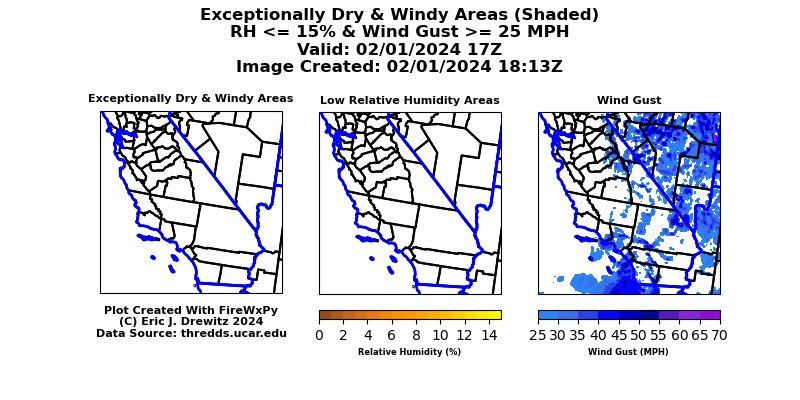 Exceptionally Dry & Windy Areas (Shaded)
RH <= 15% & Wind Gust >= 25 MPH
Valid: 02/01/2024 17Z
Image Created: 02/01/2024 18:13Z
Exceptionally Dry & Windy Areas
Low Relative Humidity Areas
Wind Gust
Plot Created With FireWxPy
(C) Eric J. Drewitz 2024
Data Source: thredds.ucar.edu
0 2 4 6 8 10 12 14
Relative Humidity (%)
25 30 35 40 45 50 55 60 65 70
Wind Gust (MPH)